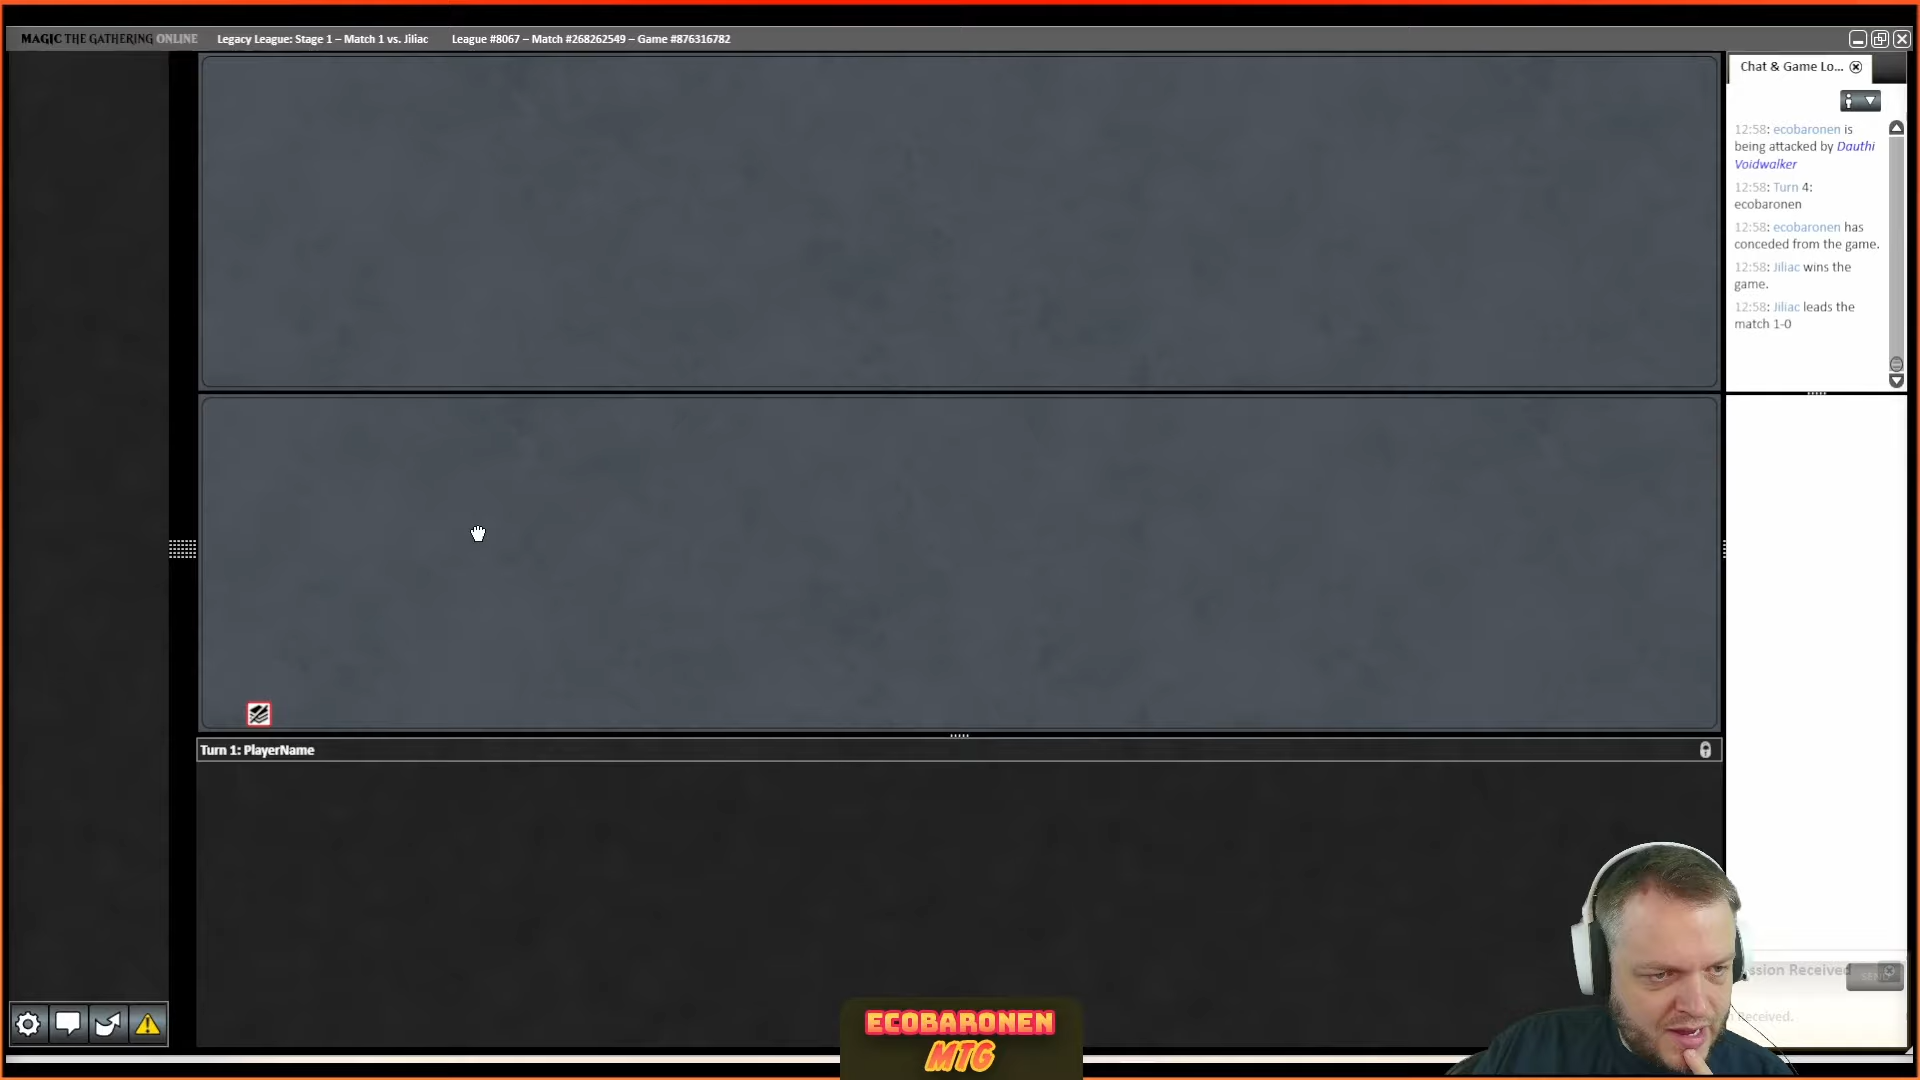 MAGIC THE GATHERING ONLINE
Legacy League: Stage 1 – Match 1 vs. Jiliac
League #8067 – Match #268262549 – Game #876316782
Chat & Game Lo...
12:58: ecobaronen is
being attacked by Dauthi
Voidwalker
12:58: Turn 4:
ecobaronen
12:58: ecobaronen has
conceded from the game.
12:58: Jiliac wins the
game.
12:58: Jiliac leads the
match 1-0
Turn 1: PlayerName
ssion Received
Received.
ECOBARONEN
MTG